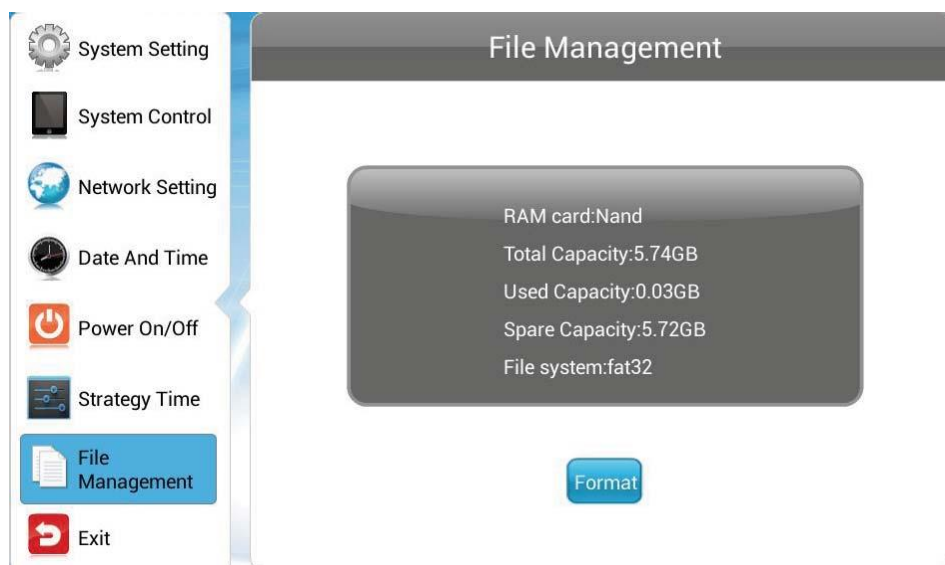 System Setting
System Control
Network Setting
Date And Time
Power On/Off
Strategy Time
File
Management
Exit
File Management
RAM card:Nand
Total Capacity:5.74GB
Used Capacity:0.03GB
Spare Capacity:5.72GB
File system:fat32
Format